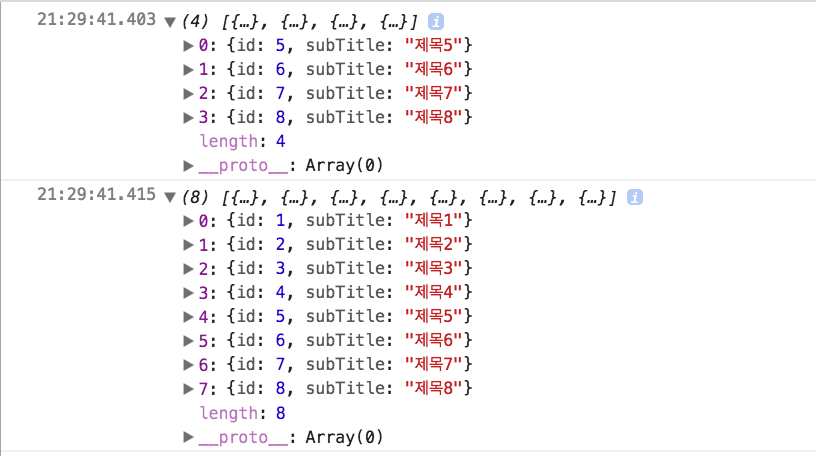 21:29:41.403 ▼(4) [{…}, {…}, {…}, {…}] i
▶0: {id: 5, subTitle: "제목5"}
▶1: {id: 6, subTitle: "제목6"}
▶2: {id: 7, subTitle: "제목7"}
▶3: {id: 8, subTitle: "제목8"}
length: 4
▶__proto__: Array(0)
21:29:41.415 ▼(8) [{…}, {…}, {…}, {…}, {…}, {…}, {…}, {…}] i
▶0: {id: 1, subTitle: "제목1"}
▶1: {id: 2, subTitle: "제목2"}
▶2: {id: 3, subTitle: "제목3"}
▶3: {id: 4, subTitle: "제목4"}
▶4: {id: 5, subTitle: "제목5"}
▶5: {id: 6, subTitle: "제목6"}
▶6: {id: 7, subTitle: "제목7"}
▶7: {id: 8, subTitle: "제목8"}
length: 8
▶__proto__: Array(0)